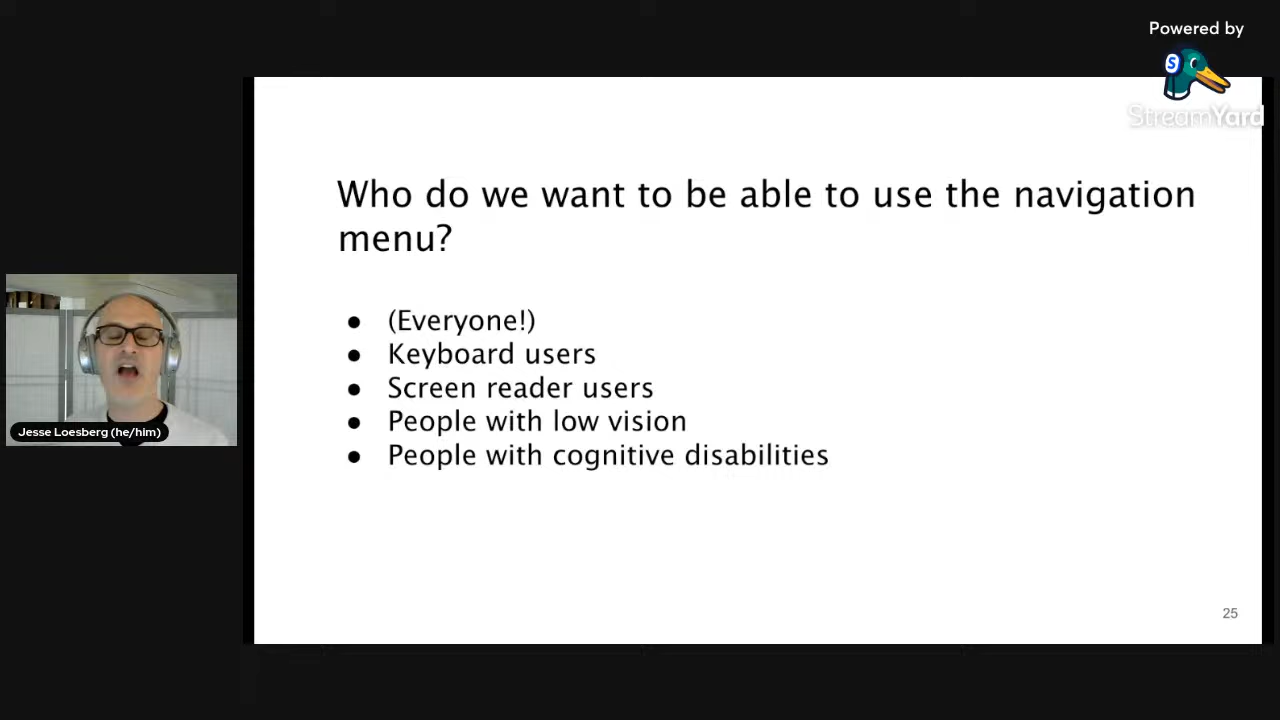 Powered by
StreamYard
Who do we want to be able to use the navigation
menu?
● (Everyone!)
● Keyboard users
● Screen reader users
● People with low vision
● People with cognitive disabilities
Jesse Loesberg (he/him)
25